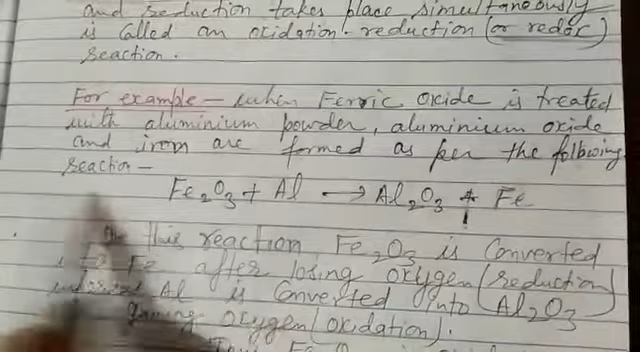 and reduction takes place simultaneously
is called an oxidation-reduction (or redox)
reaction.
For example - when Ferric oxide is treated
with aluminium powder, aluminium oxide
and iron are formed as per the following
reaction -
Fe2O3 + Al → Al2O3 + Fe
this reaction, Fe2O3 is Converted
Fe after losing oxygen (reduction)
Al is Converted into Al2O3
gaining oxygen (oxidation).